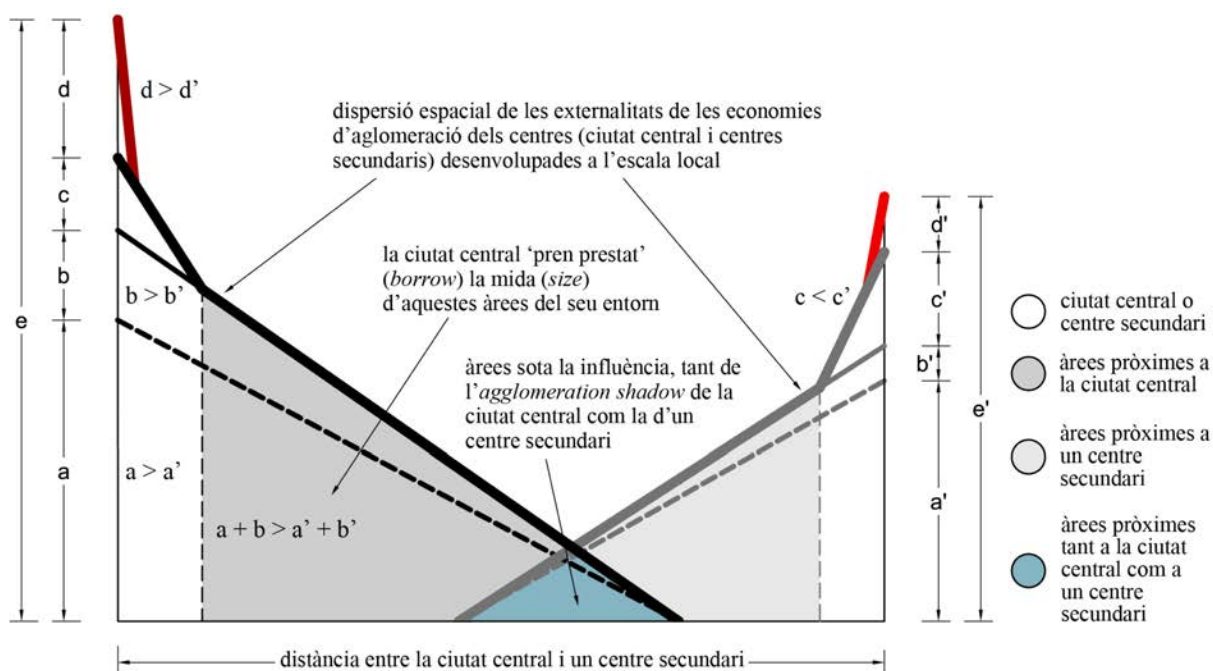 d > d’
dispersió espacial de les externalitats de les economies
d’aglomeració dels centres (ciutat central i centres
secundaris) desenvolupades a l’escala local
la ciutat central ‘pren prestat’
(borrow) la mida (size)
d’aquestes àrees del seu entorn
àrees sota la influència, tant de
l’agglomeration shadow de la
ciutat central com la d’un
centre secundari
e
d
c
b
a
b > b’
a > a’
a + b > a’ + b’
c < c’
d'
c'
b'
a'
e'
ciutat central o
centre secundari
àrees pròximes a
la ciutat central
àrees pròximes a
un centre
secundari
àrees pròximes
tant a la ciutat
central com a
un centre
secundari
distància entre la ciutat central i un centre secundari